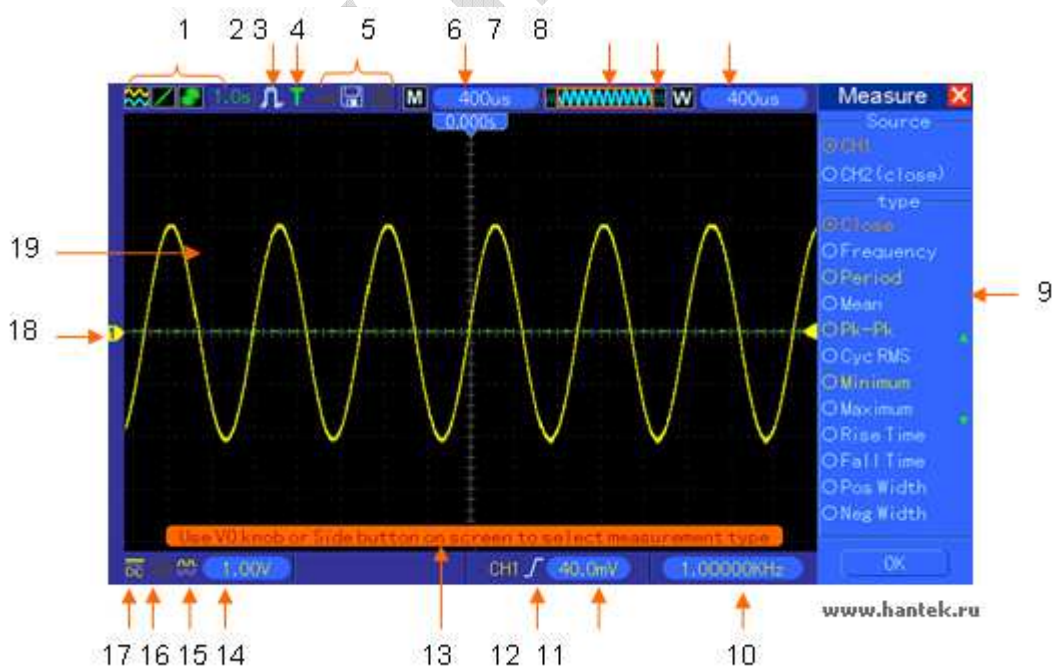 1 2 3 4 5 6 7 8
1.0s T M 400us W 400us Measure X
0.000s
Source
CH1
CH2(close)
type
Close
19
Frequency
Period
9
Mean
18
1
Pk-Pk
Cyc RMS
Minimum
Maximum
Rise Time
Fall Time
Pos Width
Neg Width
Use V0 knob or Side button on screen to select measurement type
DC 1.00V CH1 40.0mV 1.00000KHz OK
www.hantek.ru
17 16 15 14 13 12 11 10